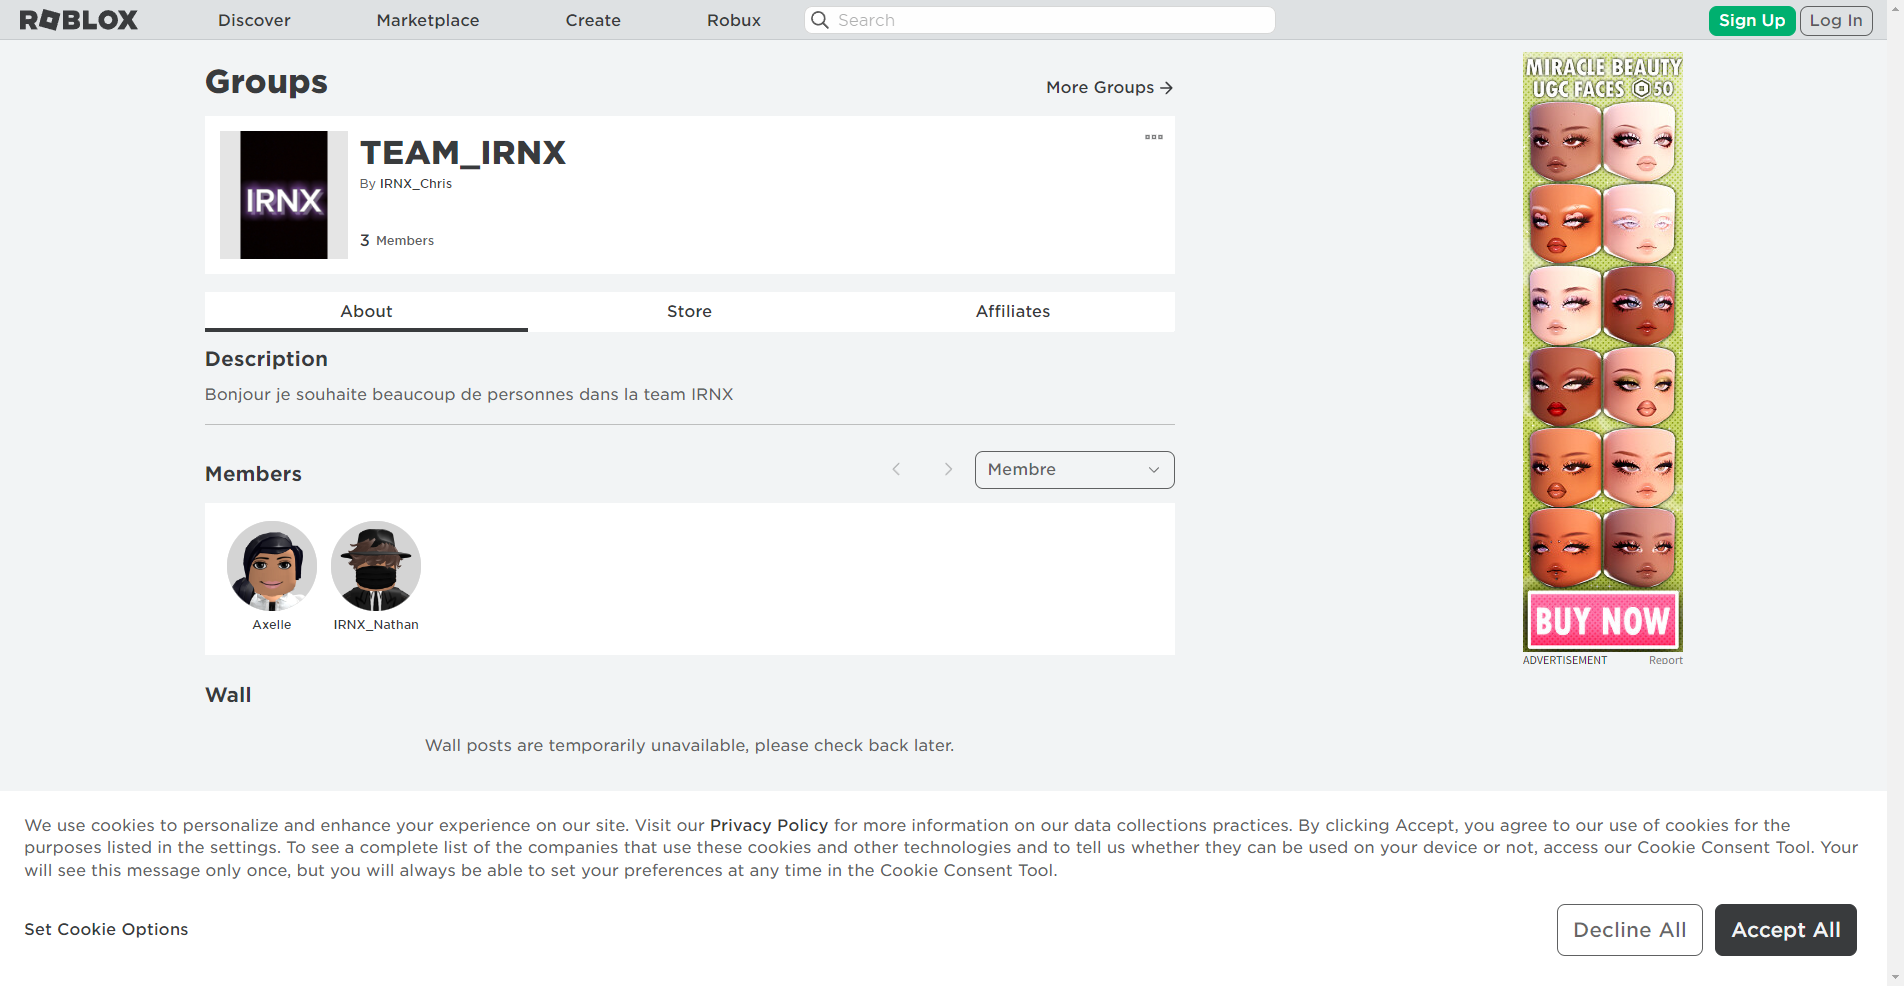 ROBLOX
Discover
Marketplace
Create
Robux
Search
Sign Up
Log In
Groups
More Groups
IRNX
TEAM_IRNX
By IRNX_Chris
3 Members
About
Store
Affiliates
Description
Bonjour je souhaite beaucoup de personnes dans la team IRNX
Members
Membre
Axelle
IRNX_Nathan
Wall
Wall posts are temporarily unavailable, please check back later.
MIRACLE BEAUTY
UGC FACES 50
BUY NOW
ADVERTISEMENT
Report
We use cookies to personalize and enhance your experience on our site. Visit our Privacy Policy for more information on our data collections practices. By clicking Accept, you agree to our use of cookies for the
purposes listed in the settings. To see a complete list of the companies that use these cookies and other technologies and to tell us whether they can be used on your device or not, access our Cookie Consent Tool. Your
will see this message only once, but you will always be able to set your preferences at any time in the Cookie Consent Tool.
Set Cookie Options
Decline All
Accept All